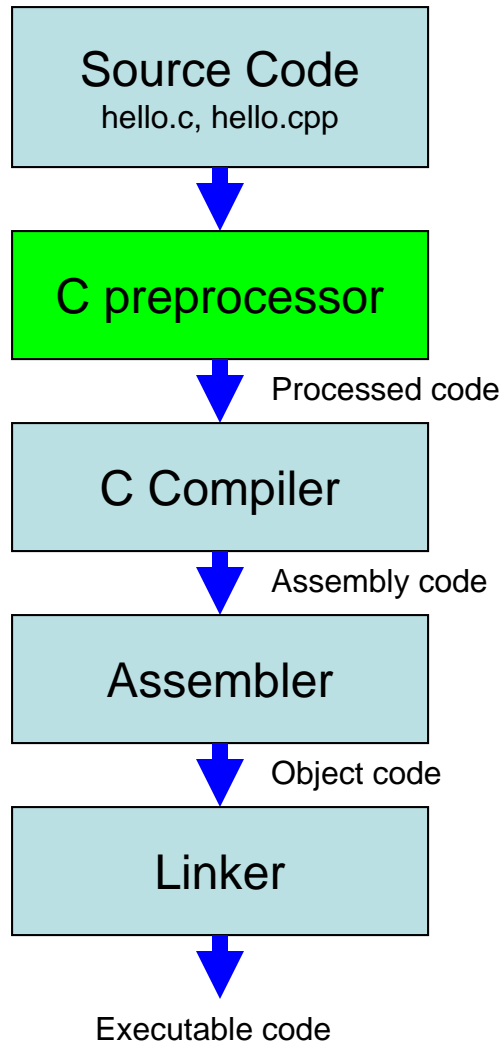 Source Code
hello.c, hello.cpp
C preprocessor
Processed code
C Compiler
Assembly code
Assembler
Object code
Linker
Executable code